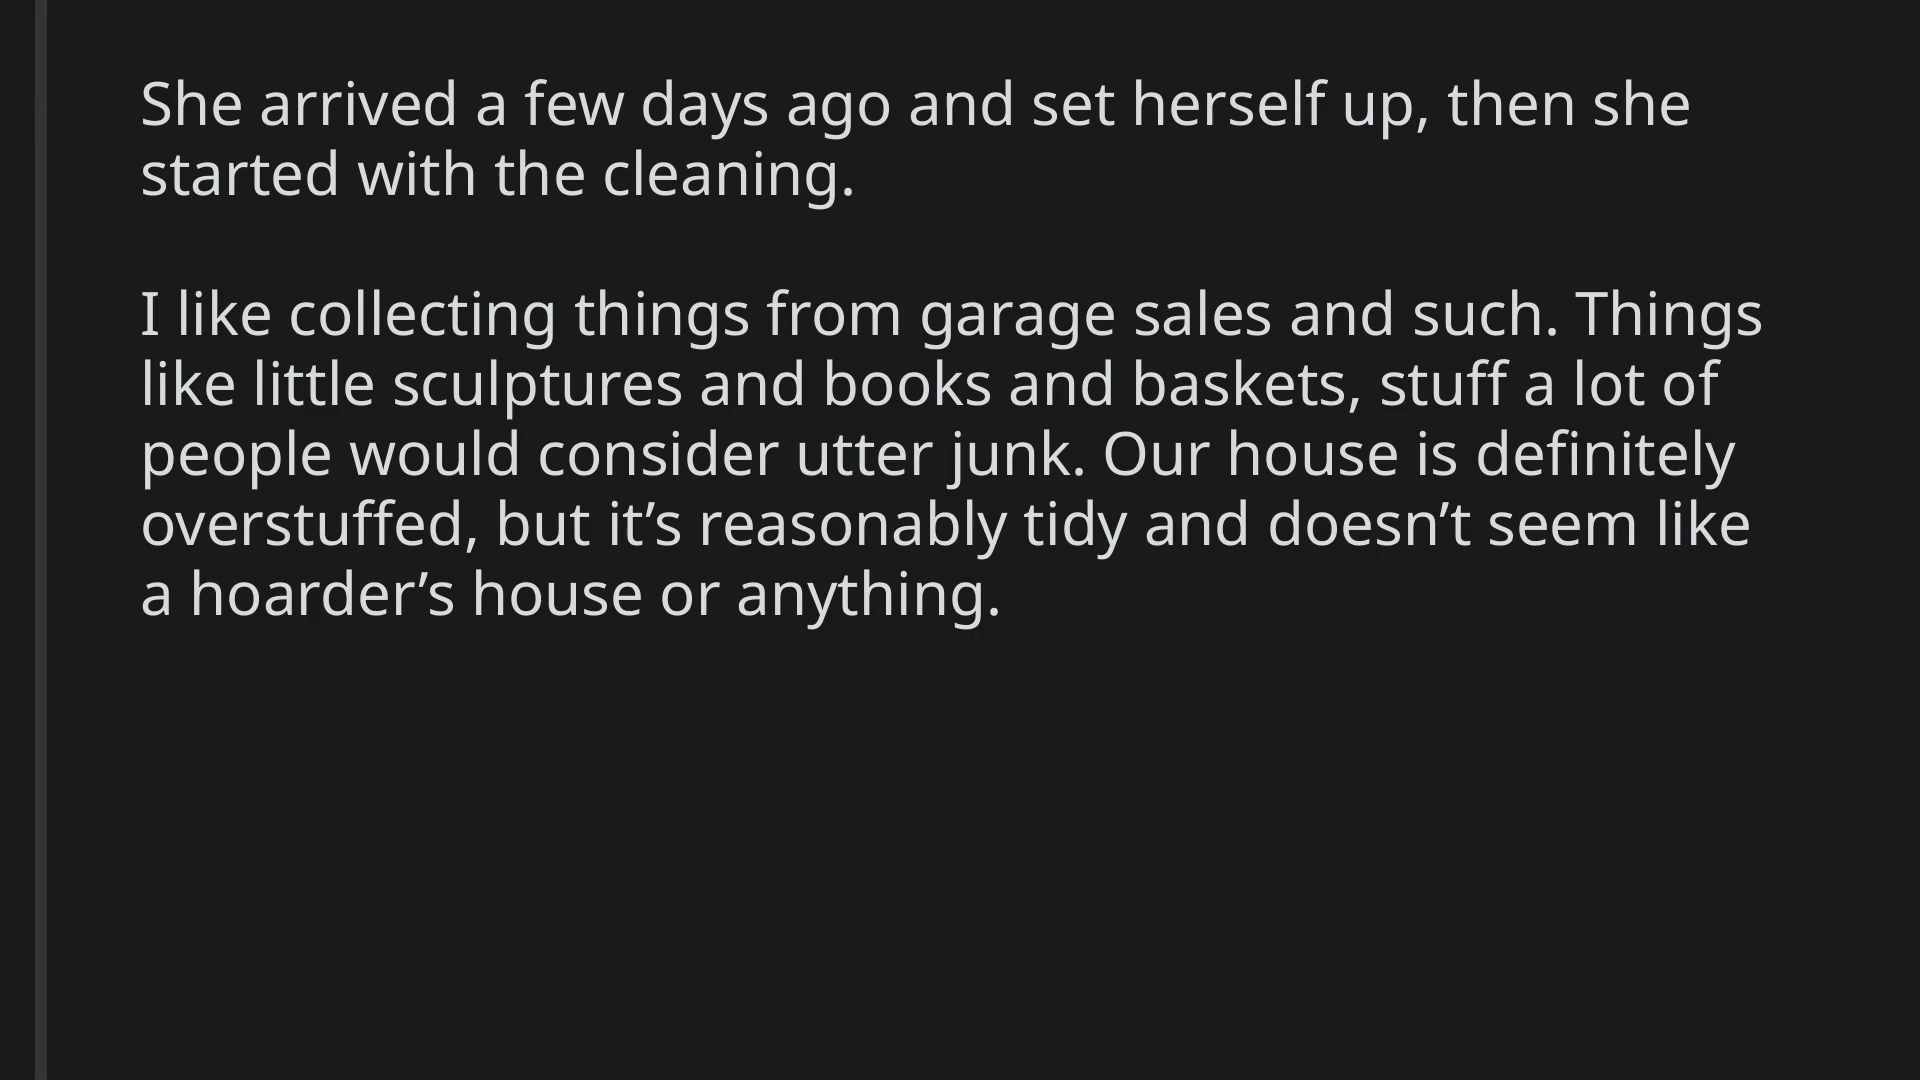 She arrived a few days ago and set herself up, then she
started with the cleaning.
I like collecting things from garage sales and such. Things
like little sculptures and books and baskets, stuff a lot of
people would consider utter junk. Our house is definitely
overstuffed, but it’s reasonably tidy and doesn’t seem like
a hoarder’s house or anything.